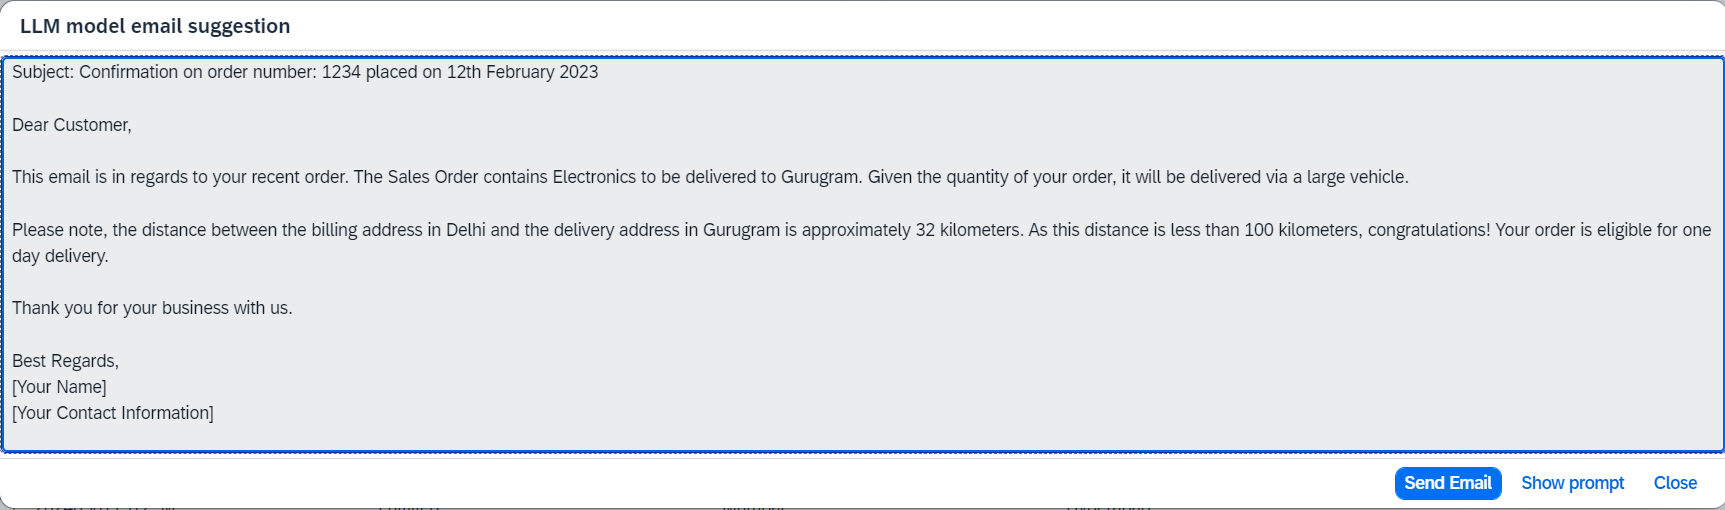 LLM model email suggestion
Subject: Confirmation on order number: 1234 placed on 12th February 2023
Dear Customer,
This email is in regards to your recent order. The Sales Order contains Electronics to be delivered to Gurugram. Given the quantity of your order, it will be delivered via a large vehicle.
Please note, the distance between the billing address in Delhi and the delivery address in Gurugram is approximately 32 kilometers. As this distance is less than 100 kilometers, congratulations! Your order is eligible for one
day delivery.
Thank you for your business with us.
Best Regards,
[Your Name]
[Your Contact Information]
Send Email Show prompt Close